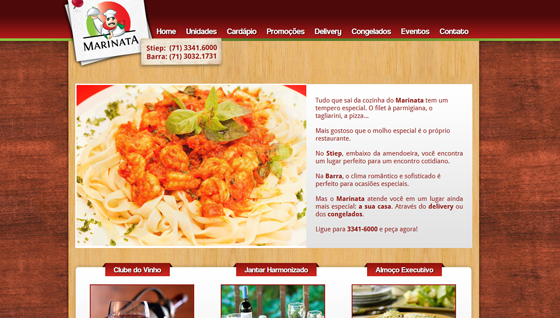 MARINATA
Home Unidades Cardápio Promoções Delivery Congelados Eventos Contato
Stiep: (71) 3341.6000
Barra: (71) 3032.1731
Tudo que sai da cozinha do Marinata tem um
tempero especial. O filet à parmigiana, o
tagliarini, a pizza...
Mais gostoso que o molho especial é o próprio
restaurante.
No Stiep, embaixo da amendoeira, você encontra
um lugar perfeito para um encontro cotidiano.
Na Barra, o clima romântico e sofisticado é
perfeito para ocasiões especiais.
Mas o Marinata atende você em um lugar ainda
mais especial: a sua casa. Através do delivery ou
dos congelados.
Ligue para 3341-6000 e peça agora!
Clube do Vinho
Jantar Harmonizado
Almoço Executivo